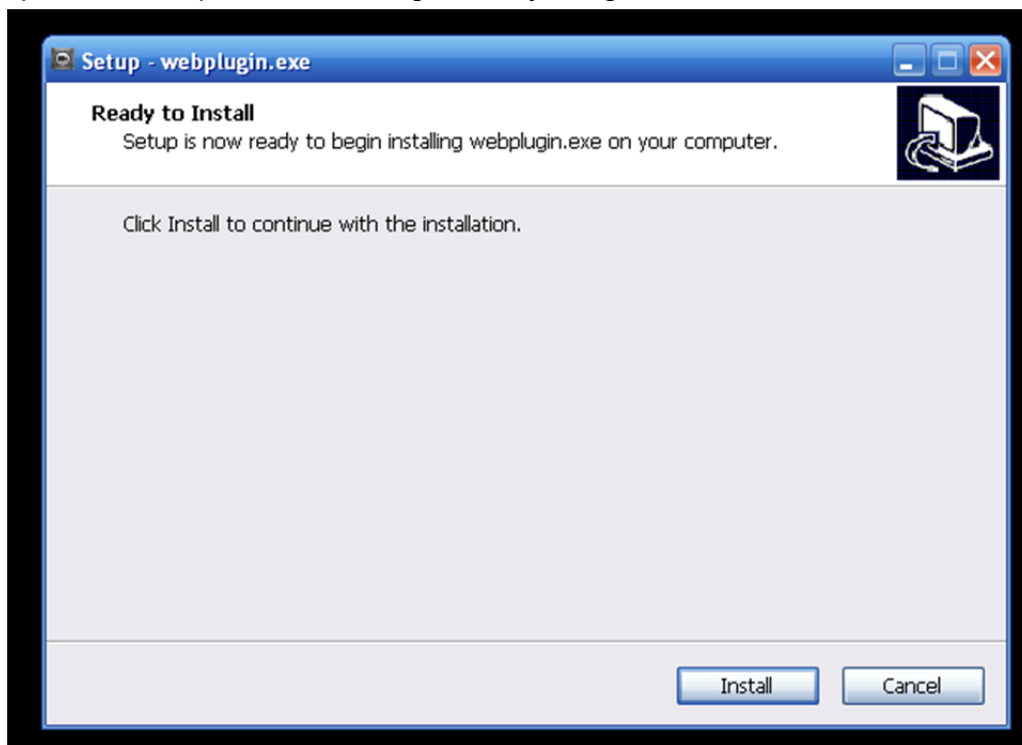 Setup - webplugin.exe
Ready to Install
Setup is now ready to begin installing webplugin.exe on your computer.
Click Install to continue with the installation.
Install
Cancel